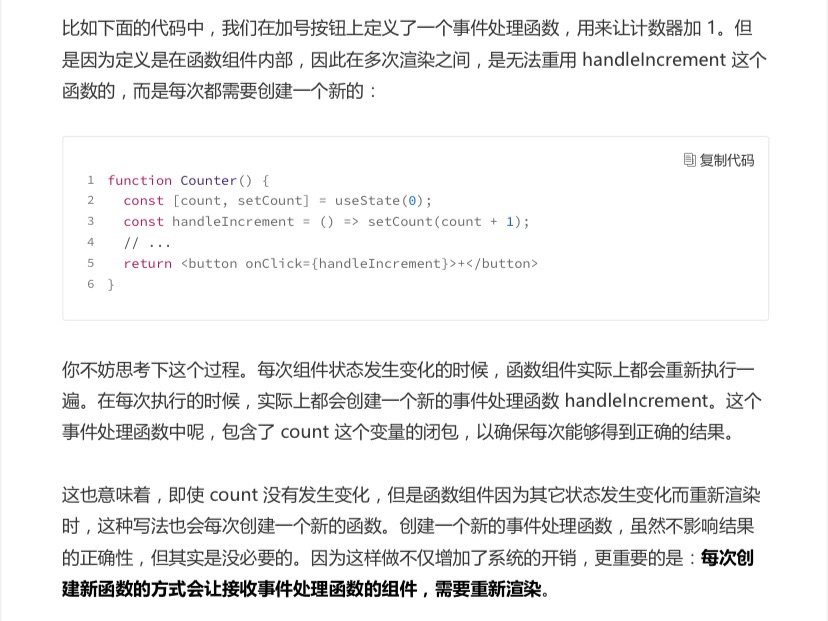 比如下面的代码中，我们在加号按钮上定义了一个事件处理函数，用来让计数器加 1。但
是因为定义是在函数组件内部，因此在多次渲染之间，是无法重用 handleIncrement 这个
函数的，而是每次都需要创建一个新的：
复制代码
1 function Counter() {
2   const [count, setCount] = useState(0);
3   const handleIncrement = () => setCount(count + 1);
4   // ...
5   return <button onClick={handleIncrement}>+</button>
6 }
你不妨思考下这个过程。每次组件状态发生变化的时候，函数组件实际上都会重新执行一
遍。在每次执行的时候，实际上都会创建一个新的事件处理函数 handleIncrement。这个
事件处理函数中呢，包含了 count 这个变量的闭包，以确保每次能够得到正确的结果。
这也意味着，即使 count 没有发生变化，但是函数组件因为其它状态发生变化而重新渲染
时，这种写法也会每次创建一个新的函数。创建一个新的事件处理函数，虽然不影响结果
的正确性，但其实是没必要的。因为这样做不仅增加了系统的开销，更重要的是：每次创
建新函数的方式会让接收事件处理函数的组件，需要重新渲染。